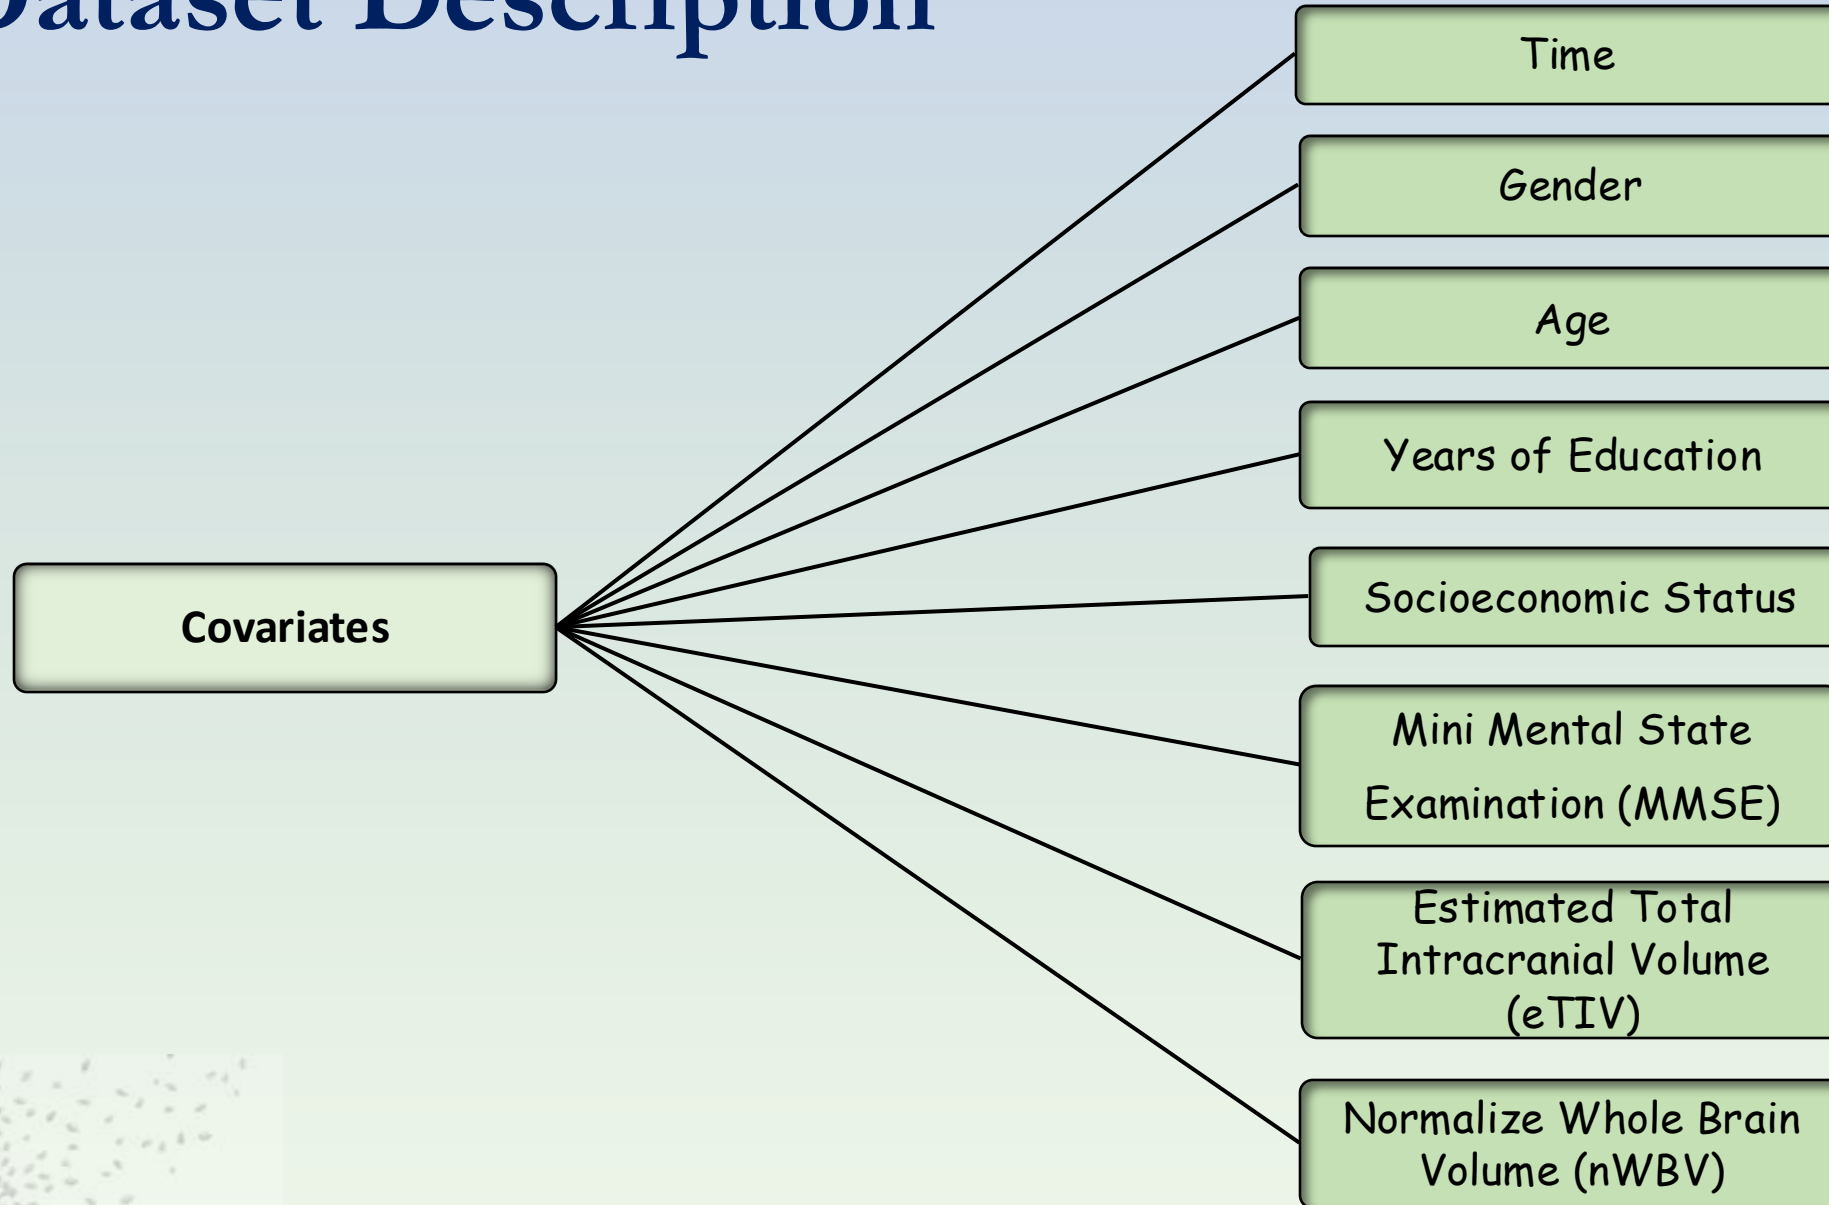 Dataset Description
Time
Gender
Age
Years of Education
Covariates
Socioeconomic Status
Mini Mental State
Examination (MMSE)
Estimated Total
Intracranial Volume
(eTIV)
Normalize Whole Brain
Volume (nWBV)